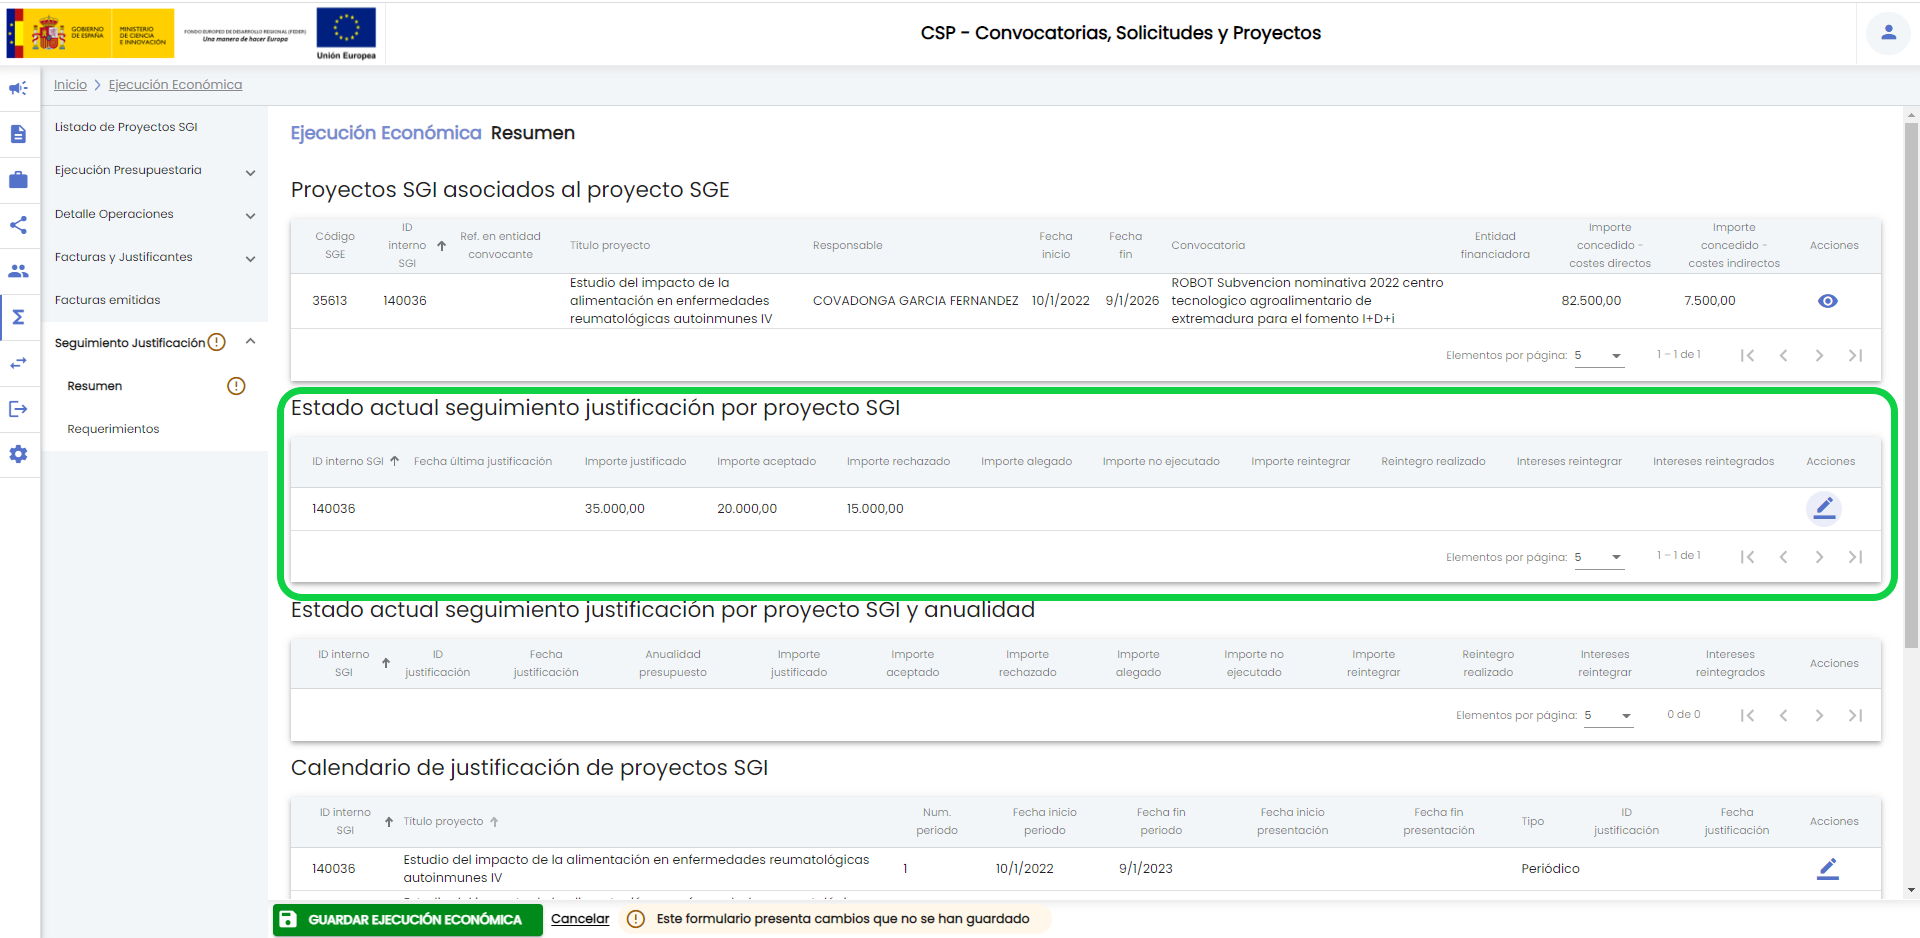 GOBIERNO DE ESPAÑA
MINISTERIO DE CIENCIA E INNOVACIÓN
FONDO EUROPEO DE DESARROLLO REGIONAL (FEDER)
Una manera de hacer Europa
Unión Europea
CSP - Convocatorias, Solicitudes y Proyectos
Inicio Ejecución Económica
Listado de Proyectos SGI
Ejecución Presupuestaria
Detalle Operaciones
Facturas y Justificantes
Facturas emitidas
Seguimiento Justificación
Resumen
Requerimientos
Ejecución Económica Resumen
Proyectos SGI asociados al proyecto SGE
Código SGE ID interno SGI Ref. en entidad convocante Título proyecto Responsable Fecha inicio Fecha fin Convocatoria Entidad financiadora Importe concedido - costes directos Importe concedido - costes indirectos Acciones
35613 140036 Estudio del impacto de la alimentación en enfermedades reumatológicas autoinmunes IV COVADONGA GARCIA FERNANDEZ 10/1/2022 9/1/2026 ROBOT Subvencion nominativa 2022 centro tecnologico agroalimentario de extremadura para el fomento I+D+i 82.500,00 7.500,00
Elementos por página: 5 1 – 1 de 1
Estado actual seguimiento justificación por proyecto SGI
ID interno SGI Fecha última justificación Importe justificado Importe aceptado Importe rechazado Importe alegado Importe no ejecutado Importe reintegrar Reintegro realizado Intereses reintegrar Intereses reintegrados Acciones
140036 35.000,00 20.000,00 15.000,00
Elementos por página: 5 1 – 1 de 1
Estado actual seguimiento justificación por proyecto SGI y anualidad
ID interno SGI ID justificación Fecha justificación Anualidad presupuesto Importe justificado Importe aceptado Importe rechazado Importe alegado Importe no ejecutado Importe reintegrar Reintegro realizado Intereses reintegrar Intereses reintegrados Acciones
Elementos por página: 5 0 de 0
Calendario de justificación de proyectos SGI
ID interno SGI Título proyecto Num. periodo Fecha inicio periodo Fecha fin periodo Fecha inicio presentación Fecha fin presentación Tipo ID justificación Fecha justificación Acciones
140036 Estudio del impacto de la alimentación en enfermedades reumatológicas autoinmunes IV 1 10/1/2022 9/1/2023 Periódico
GUARDAR EJECUCIÓN ECONÓMICA Cancelar Este formulario presenta cambios que no se han guardado